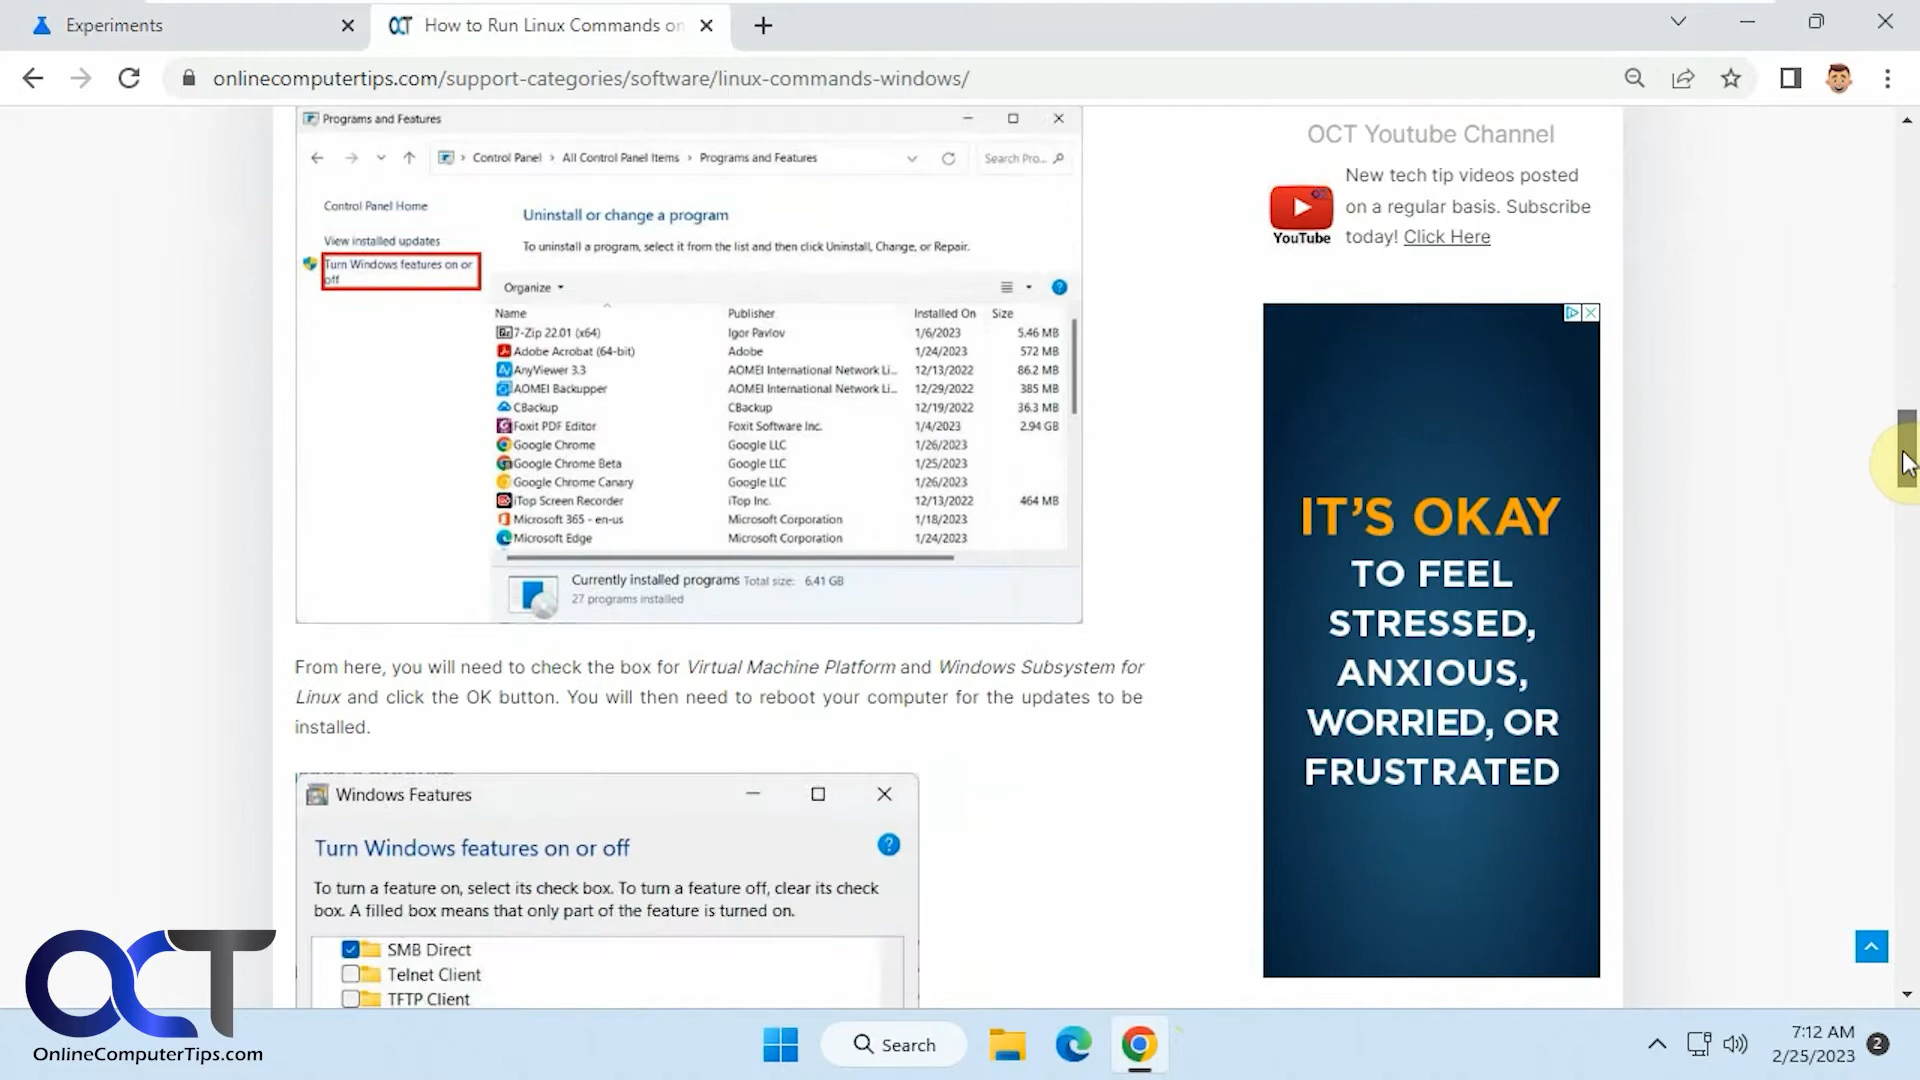 Experiments
How to Run Linux Commands on
onlinecomputertips.com/support-categories/software/linux-commands-windows/
Programs and Features
Control Panel > All Control Panel Items > Programs and Features
Search Pro...
Control Panel Home
View installed updates
Turn Windows features on or
off
Uninstall or change a program
To uninstall a program, select it from the list and then click Uninstall, Change, or Repair.
Organize
Name Publisher Installed On Size
7-Zip 22.01 (x64) Igor Pavlov 1/6/2023 5.46 MB
Adobe Acrobat (64-bit) Adobe 1/24/2023 572 MB
AnyViewer 3.3 AOMEI International Network Li... 12/13/2022 86.2 MB
AOMEI Backupper AOMEI International Network Li... 12/29/2022 385 MB
CBackup CBackup 12/19/2022 36.3 MB
Foxit PDF Editor Foxit Software Inc. 1/4/2023 2.94 GB
Google Chrome Google LLC 1/26/2023
Google Chrome Beta Google LLC 1/25/2023
Google Chrome Canary Google LLC 1/26/2023
iTop Screen Recorder iTop Inc. 12/13/2022 464 MB
Microsoft 365 - en-us Microsoft Corporation 1/18/2023
Microsoft Edge Microsoft Corporation 1/24/2023
Currently installed programs Total size: 6.41 GB
27 programs installed
From here, you will need to check the box for Virtual Machine Platform and Windows Subsystem for
Linux and click the OK button. You will then need to reboot your computer for the updates to be
installed.
Windows Features
Turn Windows features on or off
To turn a feature on, select its check box. To turn a feature off, clear its check
box. A filled box means that only part of the feature is turned on.
SMB Direct
Telnet Client
TFTP Client
OCT Youtube Channel
New tech tip videos posted
on a regular basis. Subscribe
today! Click Here
YouTube
IT'S OKAY
TO FEEL
STRESSED,
ANXIOUS,
WORRIED, OR
FRUSTRATED
OCT
OnlineComputerTips.com
Search
7:12 AM
2/25/2023
2